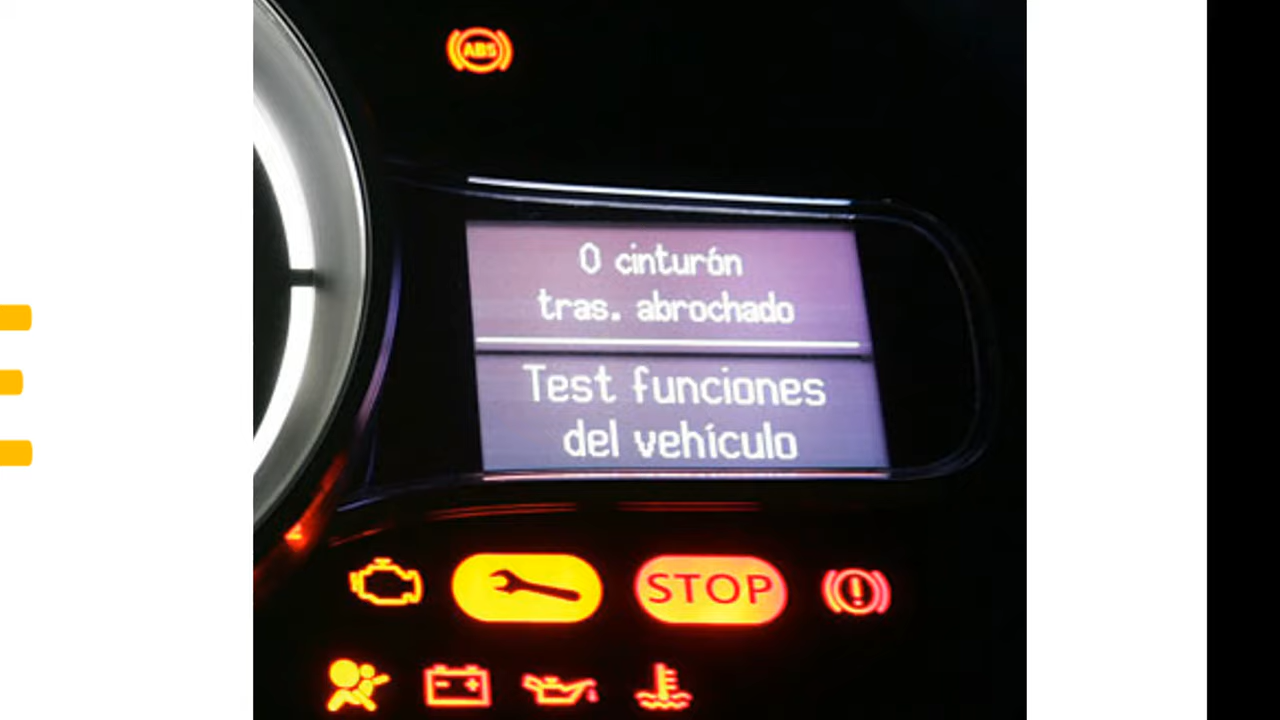 ABS
0 cinturón
tras. abrochado
Test funciones
del vehículo
STOP